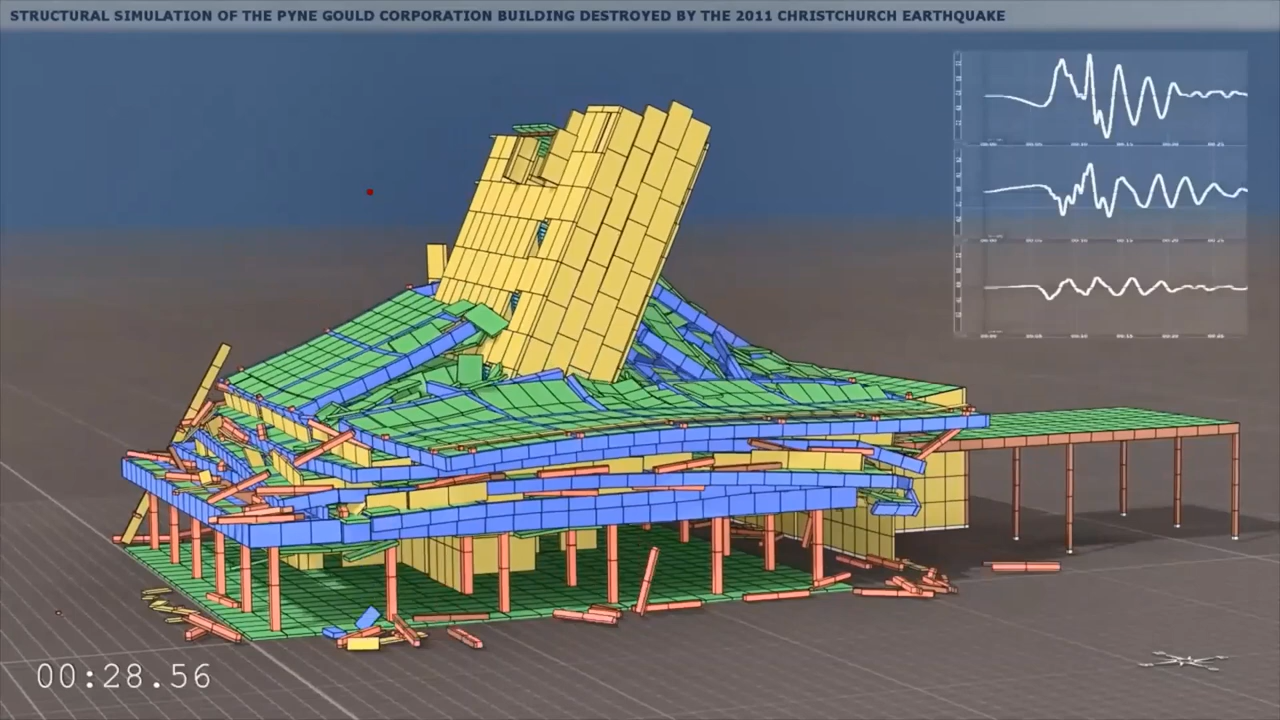 STRUCTURAL SIMULATION OF THE PYNE GOULD CORPORATION BUILDING DESTROYED BY THE 2011 CHRISTCHURCH EARTHQUAKE
00:28.56